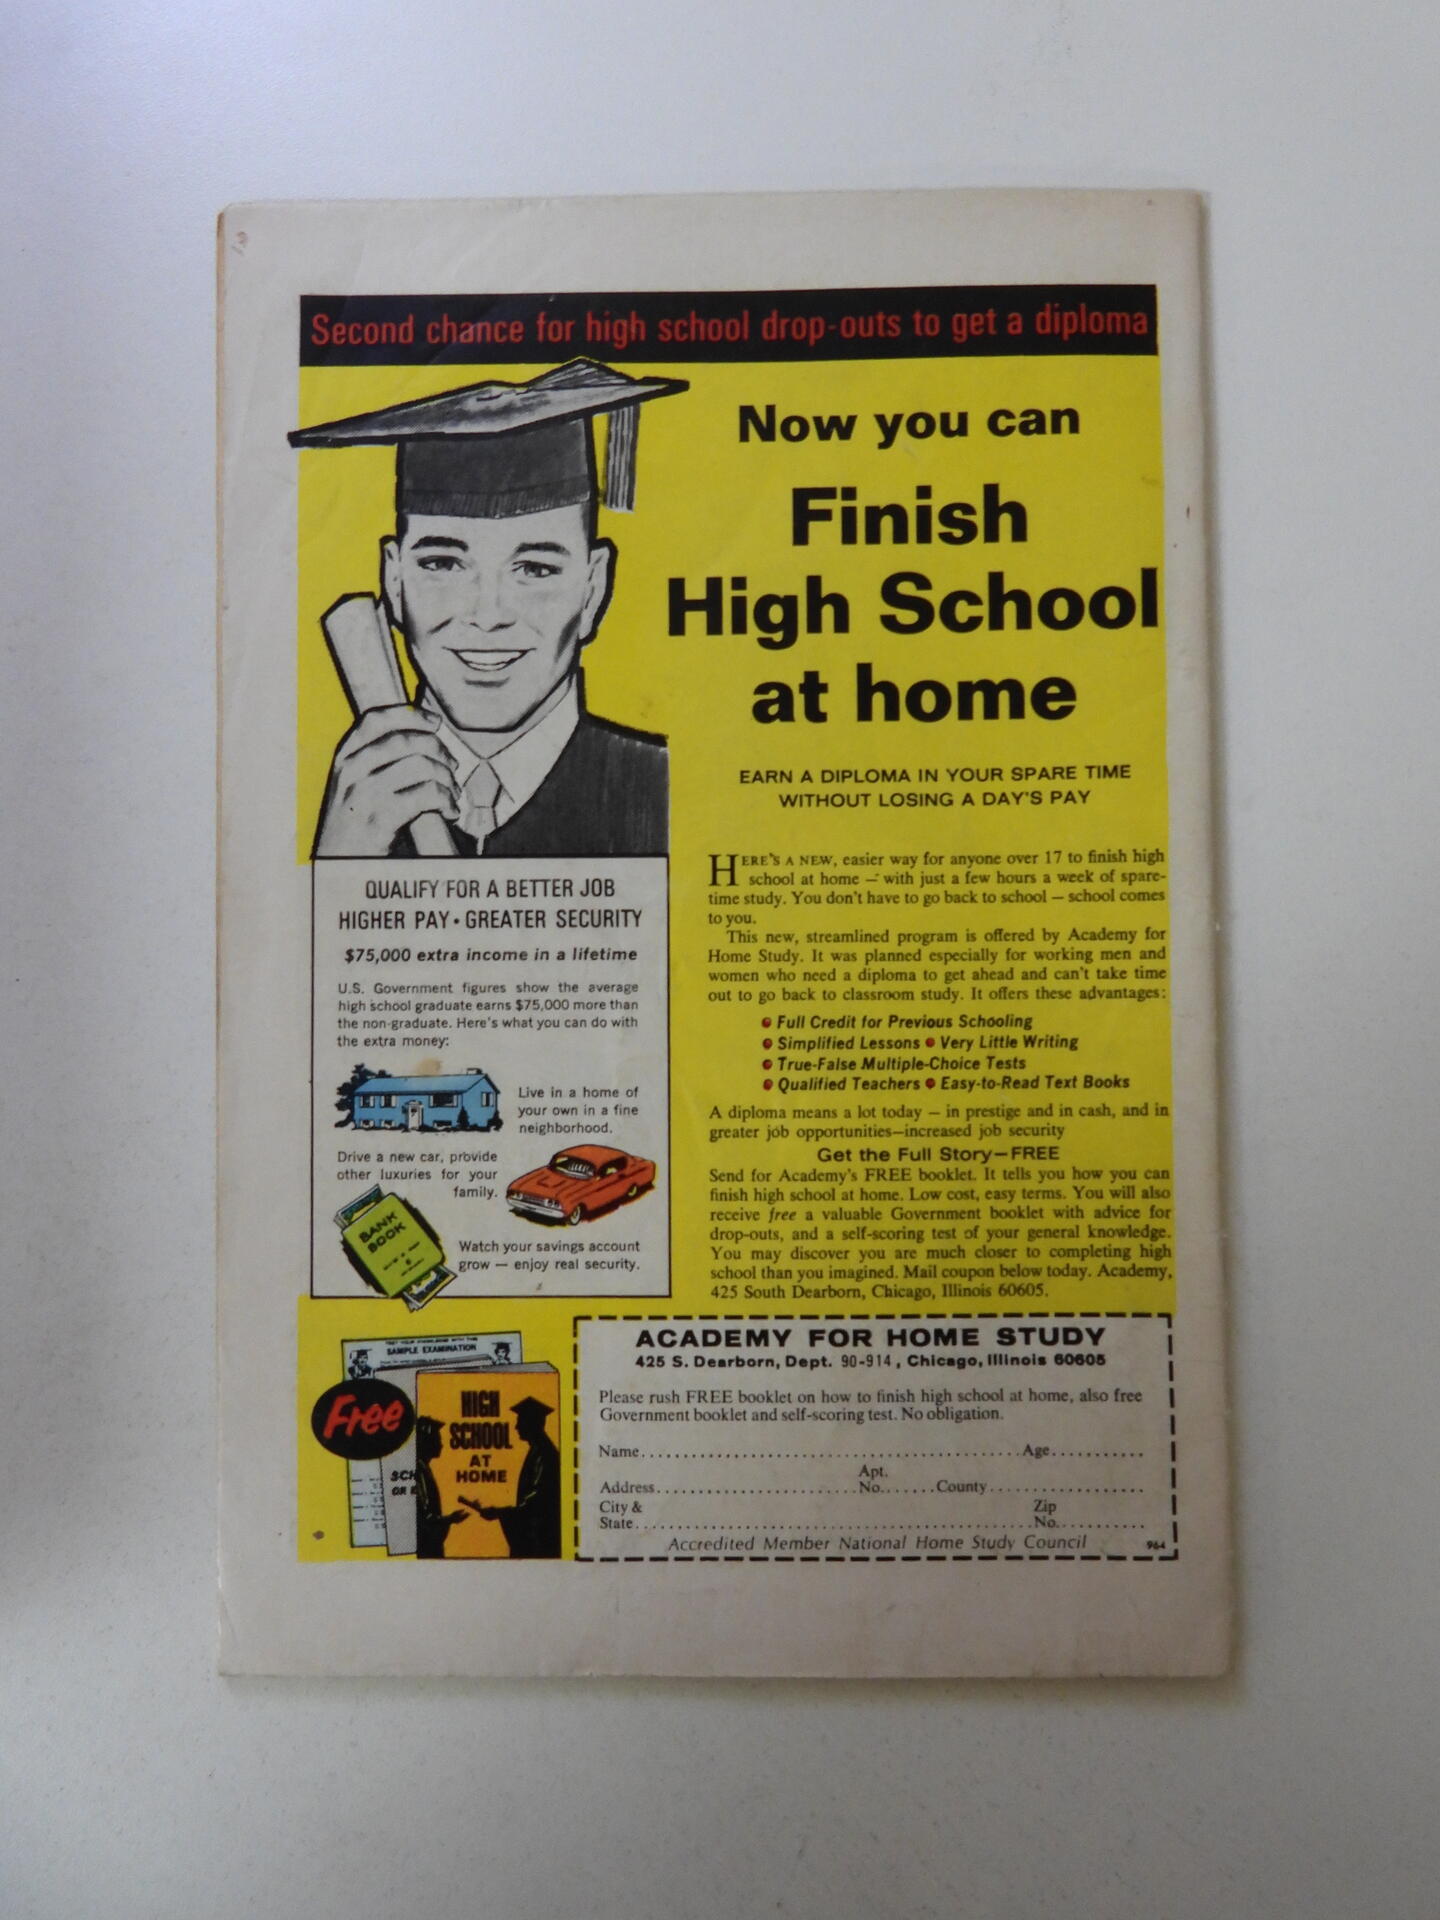 Second chance for high school drop-outs to get a diploma
Now you can
Finish
High School
at home
EARN A DIPLOMA IN YOUR SPARE TIME
WITHOUT LOSING A DAY'S PAY
HERE'S A NEW, easier way for anyone over 17 to finish high
school at home — with just a few hours a week of spare-
time study. You don't have to go back to school — school comes
to you.
This new, streamlined program is offered by Academy for
Home Study. It was planned especially for working men and
women who need a diploma to get ahead and can't take time
out to go back to classroom study. It offers these advantages:
• Full Credit for Previous Schooling
• Simplified Lessons • Very Little Writing
• True-False Multiple-Choice Tests
• Qualified Teachers • Easy-to-Read Text Books
A diploma means a lot today — in prestige and in cash, and in
greater job opportunities—increased job security
Get the Full Story—FREE
Send for Academy's FREE booklet. It tells you how you can
finish high school at home. Low cost, easy terms. You will also
receive free a valuable Government booklet with advice for
drop-outs, and a self-scoring test of your general knowledge.
You may discover you are much closer to completing high
school than you imagined. Mail coupon below today. Academy,
425 South Dearborn, Chicago, Illinois 60605.
QUALIFY FOR A BETTER JOB
HIGHER PAY • GREATER SECURITY
$75,000 extra income in a lifetime
U.S. Government figures show the average
high school graduate earns $75,000 more than
the non-graduate. Here's what you can do with
the extra money:
Live in a home of
your own in a fine
neighborhood.
Drive a new car, provide
other luxuries for your
family.
BANK
BOOK
Watch your savings account
grow — enjoy real security.
TEST YOUR KNOWLEDGE WITH THIS
SAMPLE EXAMINATION
Free
HIGH
SCHOOL
AT
HOME
SCH
OR
ACADEMY FOR HOME STUDY
425 S. Dearborn, Dept. 90-914, Chicago, Illinois 60605
Please rush FREE booklet on how to finish high school at home, also free
Government booklet and self-scoring test. No obligation.
Name.......................................................Age.............
Address..............................Apt. No.......County.......................
City & State.......................................................Zip No.............
Accredited Member National Home Study Council 964